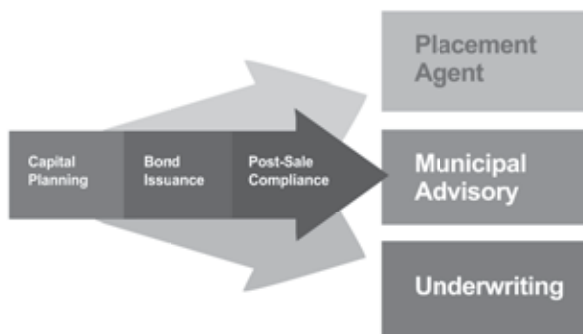 Capital
Planning
Bond
Issuance
Post-Sale
Compliance
Placement
Agent
Municipal
Advisory
Underwriting